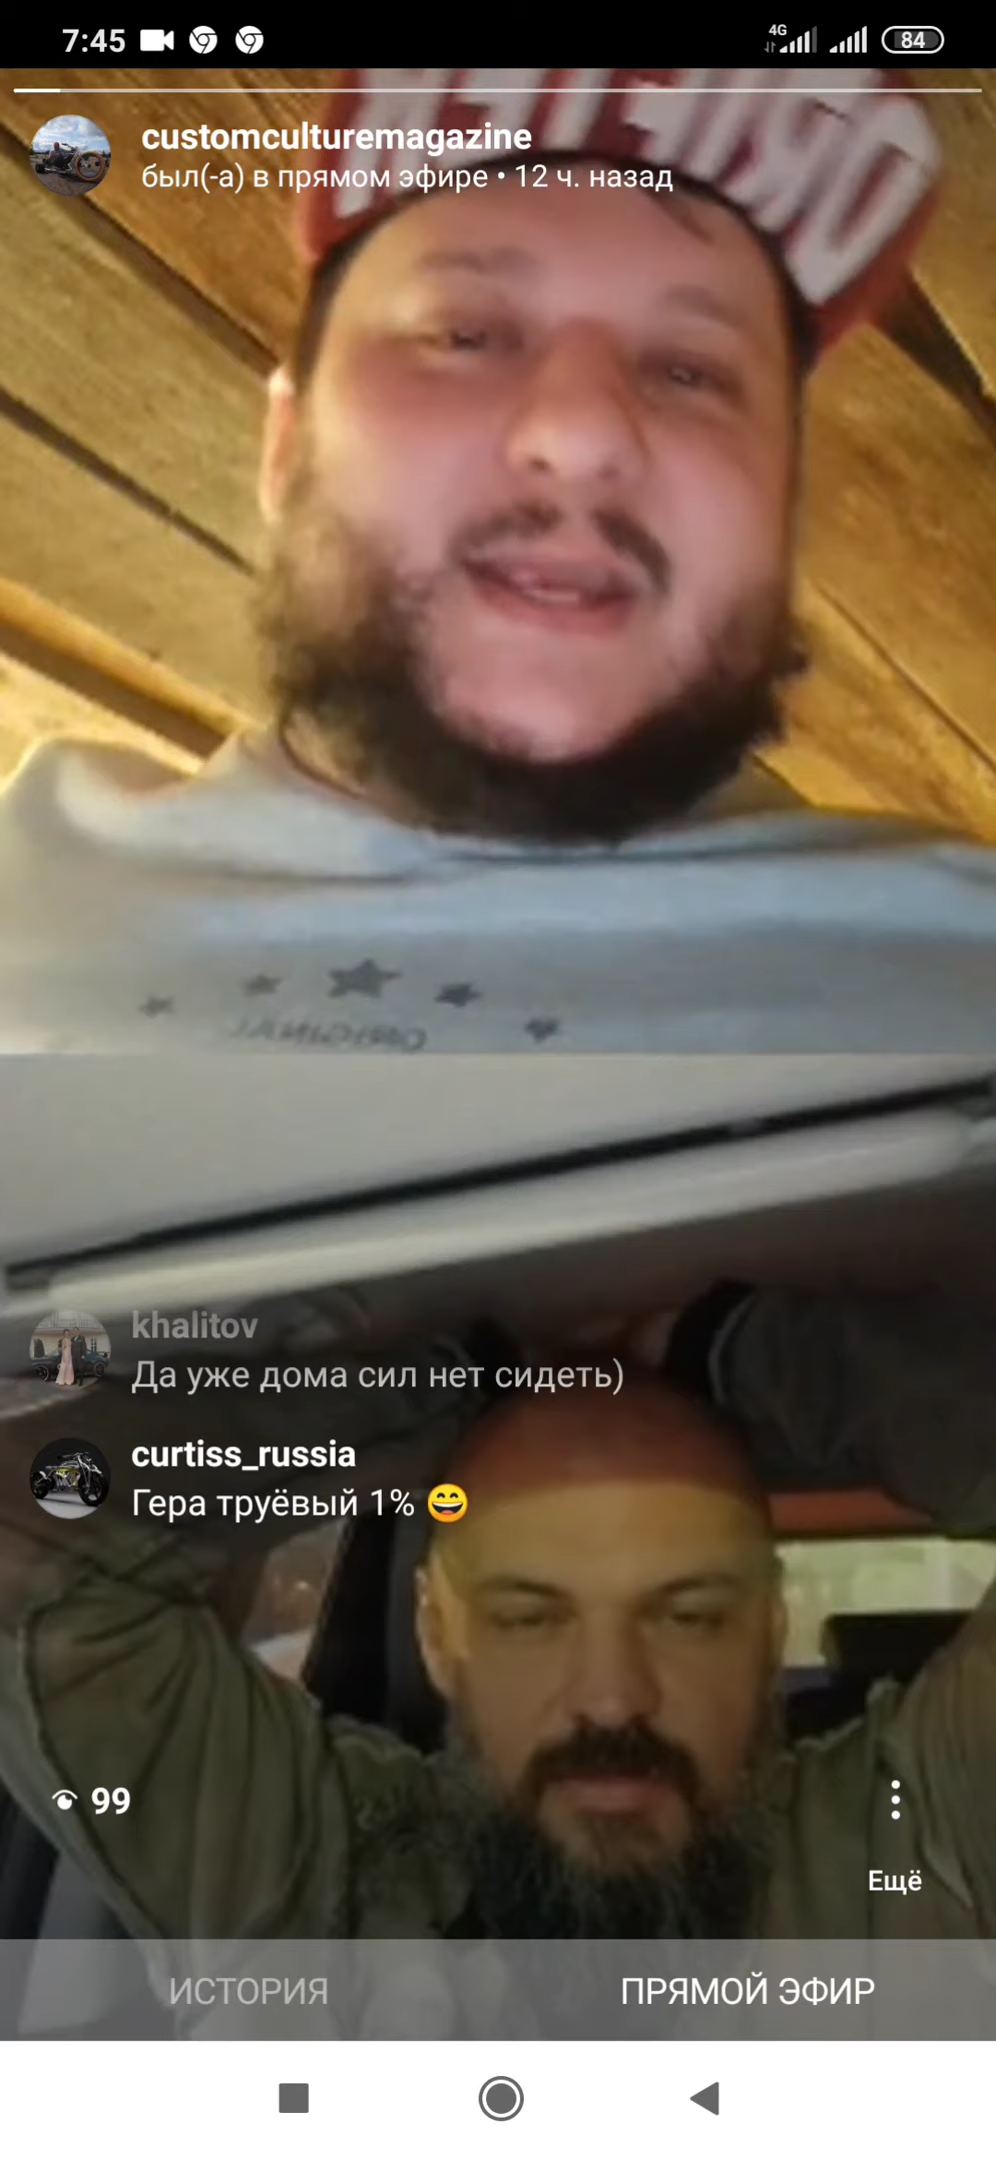 7:45
4G
84
customculturemagazine
был(-а) в прямом эфире • 12 ч. назад
ORIGINAL
khalitov
Да уже дома сил нет сидеть)
curtiss_russia
Гера труёвый 1% 😄
99
Ещё
ИСТОРИЯ
ПРЯМОЙ ЭФИР